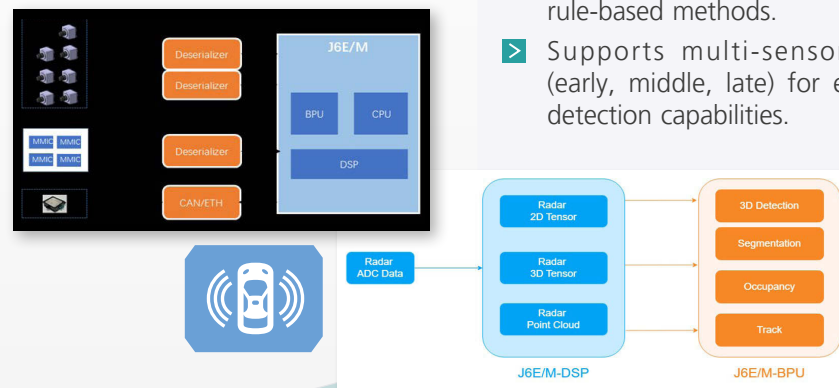 rule-based methods.
Supports multi-sensor
(early, middle, late) for
detection capabilities.
Deserializer
Deserializer
MMIC MMIC
MMIC MMIC
Deserializer
CAN/ETH
J6E/M
BPU CPU
DSP
Radar
ADC Data
Radar
2D Tensor
Radar
3D Tensor
Radar
Point Cloud
J6E/M-DSP
3D Detection
Segmentation
Occupancy
Track
J6E/M-BPU